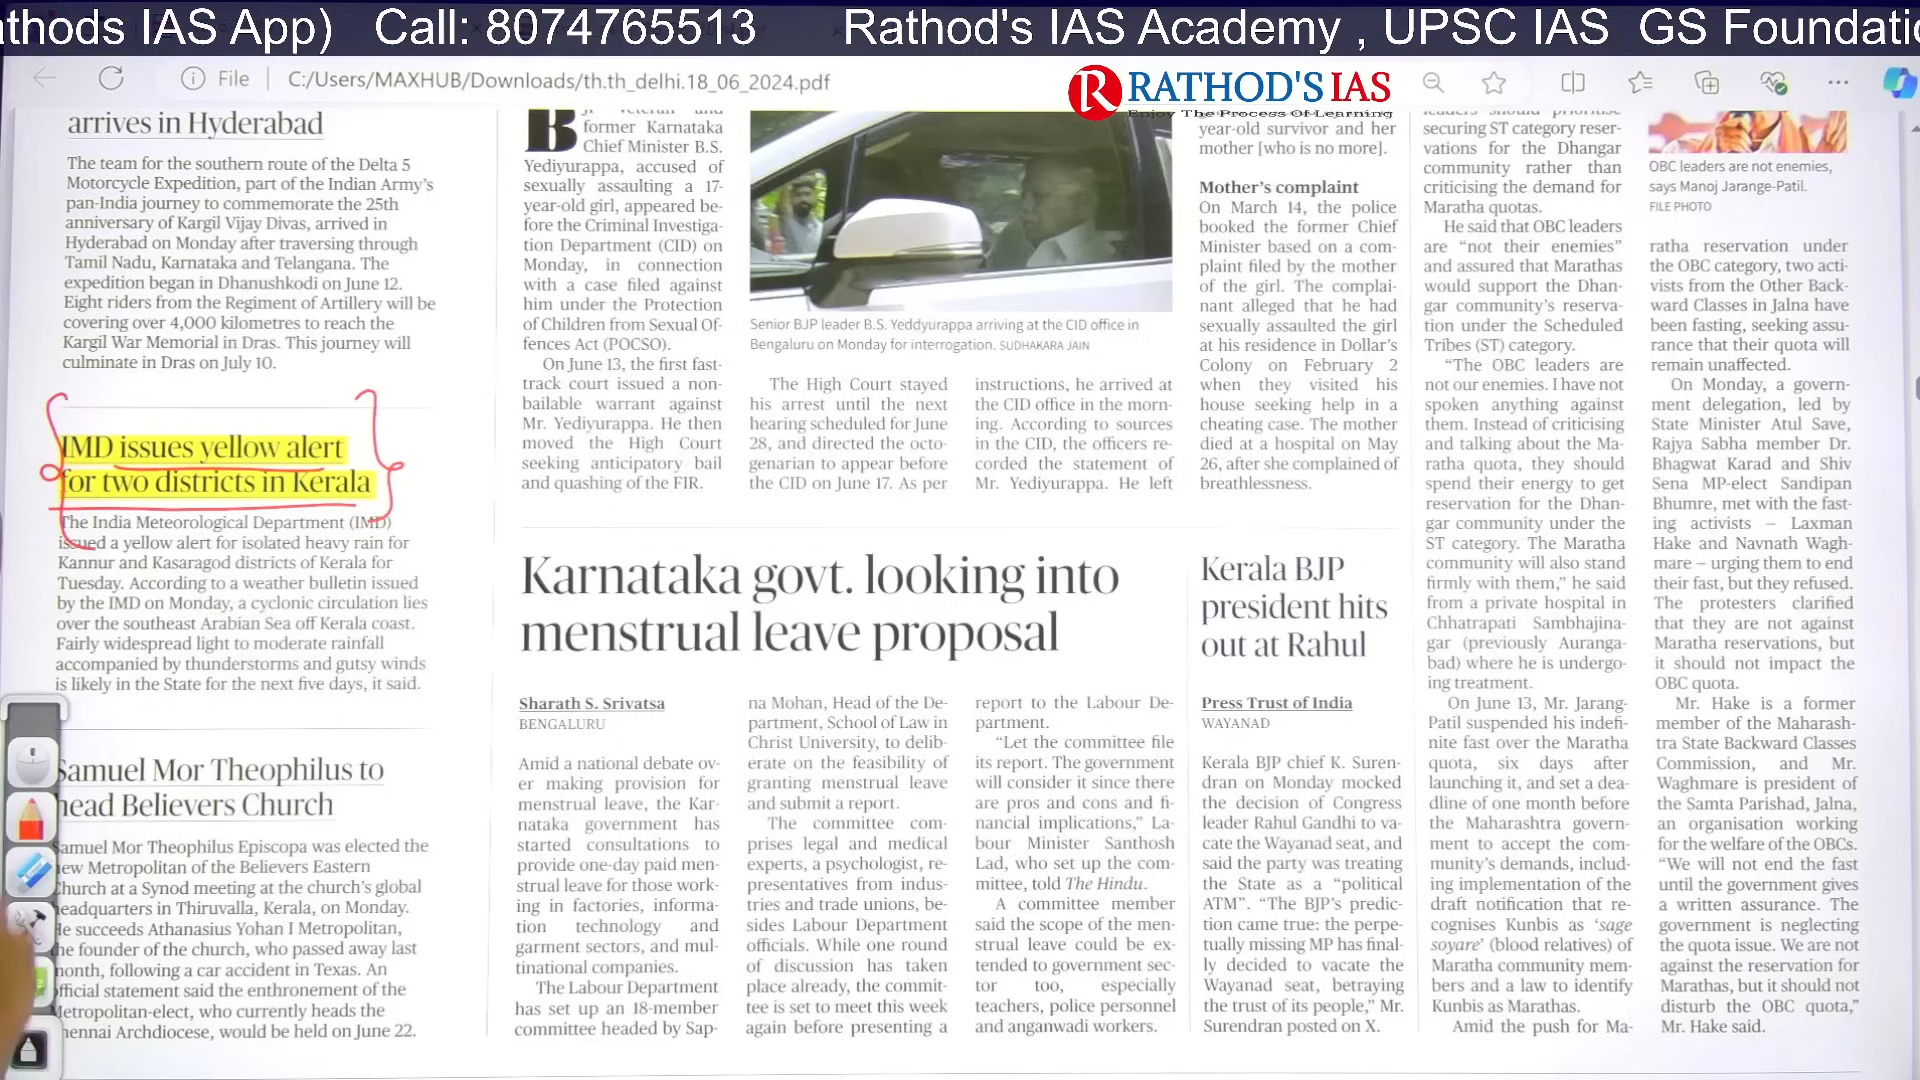 thods IAS App)   Call: 8074765513      Rathod's IAS Academy , UPSC IAS  GS Foundatio
File | C:/Users/MAXHUB/Downloads/th.th_delhi.18_06_2024.pdf
R RATHOD'S IAS
Enjoy The Process Of Learning
arrives in Hyderabad
The team for the southern route of the Delta 5
Motorcycle Expedition, part of the Indian Army's
pan-India journey to commemorate the 25th
anniversary of Kargil Vijay Divas, arrived in
Hyderabad on Monday after traversing through
Tamil Nadu, Karnataka and Telangana. The
expedition began in Dhanushkodi on June 12.
Eight riders from the Regiment of Artillery will be
covering over 4,000 kilometres to reach the
Kargil War Memorial in Dras. This journey will
culminate in Dras on July 10.
IMD issues yellow alert
for two districts in Kerala
The India Meteorological Department (IMD)
issued a yellow alert for isolated heavy rain for
Kannur and Kasaragod districts of Kerala for
Tuesday. According to a weather bulletin issued
by the IMD on Monday, a cyclonic circulation lies
over the southeast Arabian Sea off Kerala coast.
Fairly widespread light to moderate rainfall
accompanied by thunderstorms and gutsy winds
is likely in the State for the next five days, it said.
Samuel Mor Theophilus to
head Believers Church
Samuel Mor Theophilus Episcopa was elected the
new Metropolitan of the Believers Eastern
Church at a Synod meeting at the church's global
headquarters in Thiruvalla, Kerala, on Monday.
He succeeds Athanasius Yohan I Metropolitan,
the founder of the church, who passed away last
month, following a car accident in Texas. An
official statement said the enthronement of the
Metropolitan-elect, who currently heads the
Chennai Archdiocese, would be held on June 22.
B
former Karnataka
Chief Minister B.S.
Yediyurappa, accused of
sexually assaulting a 17-
year-old girl, appeared be-
fore the Criminal Investiga-
tion Department (CID) on
Monday, in connection
with a case filed against
him under the Protection
of Children from Sexual Of-
fences Act (POCSO).
On June 13, the first fast-
track court issued a non-
bailable warrant against
Mr. Yediyurappa. He then
moved the High Court
seeking anticipatory bail
and quashing of the FIR.
Senior BJP leader B.S. Yeddyurappa arriving at the CID office in
Bengaluru on Monday for interrogation. SUDHAKARA JAIN
The High Court stayed
his arrest until the next
hearing scheduled for June
28, and directed the octo-
genarian to appear before
the CID on June 17. As per
instructions, he arrived at
the CID office in the morn-
ing. According to sources
in the CID, the officers re-
corded the statement of
Mr. Yediyurappa. He left
year-old survivor and her
mother [who is no more].
Mother's complaint
On March 14, the police
booked the former Chief
Minister based on a com-
plaint filed by the mother
of the girl. The complai-
nant alleged that he had
sexually assaulted the girl
at his residence in Dollar's
Colony on February 2
when they visited his
house seeking help in a
cheating case. The mother
died at a hospital on May
26, after she complained of
breathlessness.
Karnataka govt. looking into
menstrual leave proposal
Sharath S. Srivatsa
BENGALURU
Amid a national debate ov-
er making provision for
menstrual leave, the Kar-
nataka government has
started consultations to
provide one-day paid men-
strual leave for those work-
ing in factories, informa-
tion technology and
garment sectors, and mul-
tinational companies.
The Labour Department
has set up an 18-member
committee headed by Sap-
na Mohan, Head of the De-
partment, School of Law in
Christ University, to delib-
erate on the feasibility of
granting menstrual leave
and submit a report.
The committee com-
prises legal and medical
experts, a psychologist, re-
presentatives from indus-
tries and trade unions, be-
sides Labour Department
officials. While one round
of discussion has taken
place already, the commit-
tee is set to meet this week
again before presenting a
report to the Labour De-
partment.
"Let the committee file
its report. The government
will consider it since there
are pros and cons and fi-
nancial implications," La-
bour Minister Santhosh
Lad, who set up the com-
mittee, told The Hindu.
A committee member
said the scope of the men-
strual leave could be ex-
tended to government sec-
tor too, especially
teachers, police personnel
and anganwadi workers.
Kerala BJP
president hits
out at Rahul
Press Trust of India
WAYANAD
Kerala BJP chief K. Suren-
dran on Monday mocked
the decision of Congress
leader Rahul Gandhi to va-
cate the Wayanad seat, and
said the party was treating
the State as a "political
ATM". "The BJP's predic-
tion came true: the perpe-
tually missing MP has final-
ly decided to vacate the
Wayanad seat, betraying
the trust of its people," Mr.
Surendran posted on X.
leaders should prioritise
securing ST category reser-
vations for the Dhangar
community rather than
criticising the demand for
Maratha quotas.
He said that OBC leaders
are "not their enemies"
and assured that Marathas
would support the Dhan-
gar community's reserva-
tion under the Scheduled
Tribes (ST) category.
"The OBC leaders are
not our enemies. I have not
spoken anything against
them. Instead of criticising
and talking about the Ma-
ratha quota, they should
spend their energy to get
reservation for the Dhan-
gar community under the
ST category. The Maratha
community will also stand
firmly with them," he said
from a private hospital in
Chhatrapati Sambhajina-
gar (previously Auranga-
bad) where he is undergo-
ing treatment.
On June 13, Mr. Jarang-
Patil suspended his indefi-
nite fast over the Maratha
quota, six days after
launching it, and set a dea-
dline of one month before
the Maharashtra govern-
ment to accept the com-
munity's demands, includ-
ing implementation of the
draft notification that re-
cognises Kunbis as 'sage
soyare' (blood relatives) of
Maratha community mem-
bers and a law to identify
Kunbis as Marathas.
Amid the push for Ma-
OBC leaders are not enemies,
says Manoj Jarange-Patil.
FILE PHOTO
ratha reservation under
the OBC category, two acti-
vists from the Other Back-
ward Classes in Jalna have
been fasting, seeking assu-
rance that their quota will
remain unaffected.
On Monday, a govern-
ment delegation, led by
State Minister Atul Save,
Rajya Sabha member Dr.
Bhagwat Karad and Shiv
Sena MP-elect Sandipan
Bhumre, met with the fast-
ing activists – Laxman
Hake and Navnath Wagh-
mare – urging them to end
their fast, but they refused.
The protesters clarified
that they are not against
Maratha reservations, but
it should not impact the
OBC quota.
Mr. Hake is a former
member of the Maharash-
tra State Backward Classes
Commission, and Mr.
Waghmare is president of
the Samta Parishad, Jalna,
an organisation working
for the welfare of the OBCs.
"We will not end the fast
until the government gives
a written assurance. The
government is neglecting
the quota issue. We are not
against the reservation for
Marathas, but it should not
disturb the OBC quota,"
Mr. Hake said.